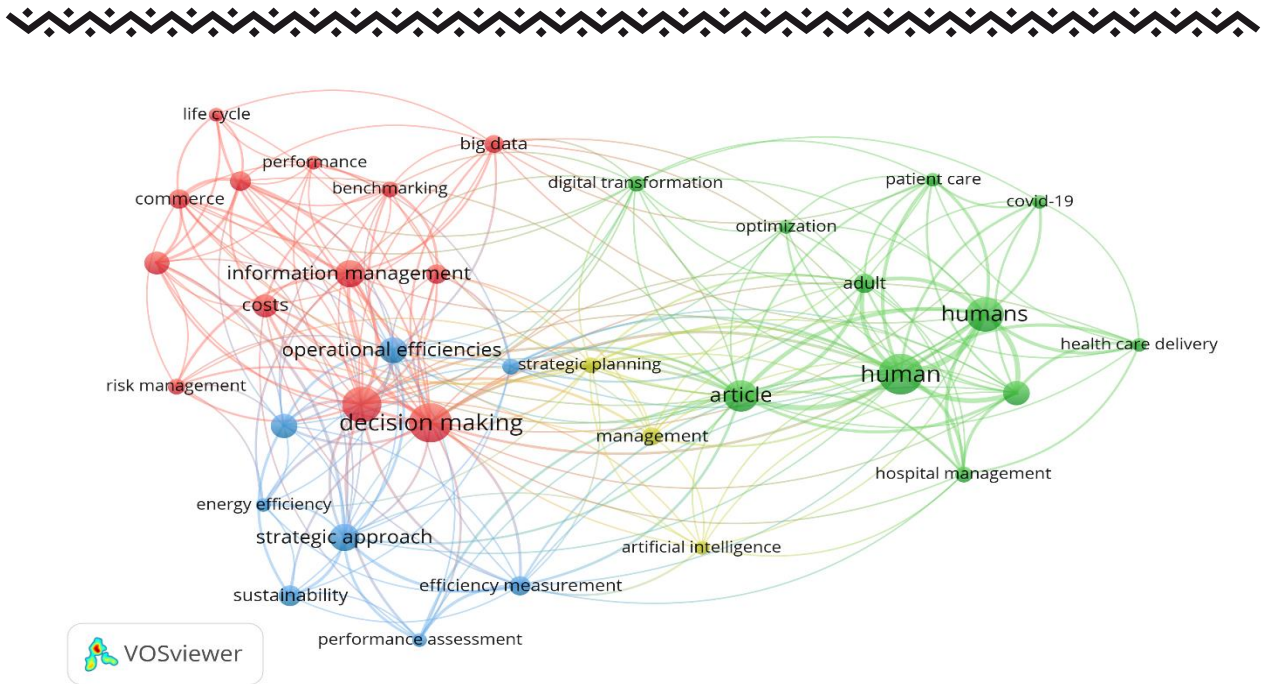 life cycle
big data
performance
digital transformation
patient care
benchmarking
commerce
covid-19
optimization
information management
adult
costs
humans
operational efficiencies
health care delivery
strategic planning
human
risk management
article
decision making
management
hospital management
energy efficiency
strategic approach
artificial intelligence
efficiency measurement
sustainability
performance assessment
VOSviewer